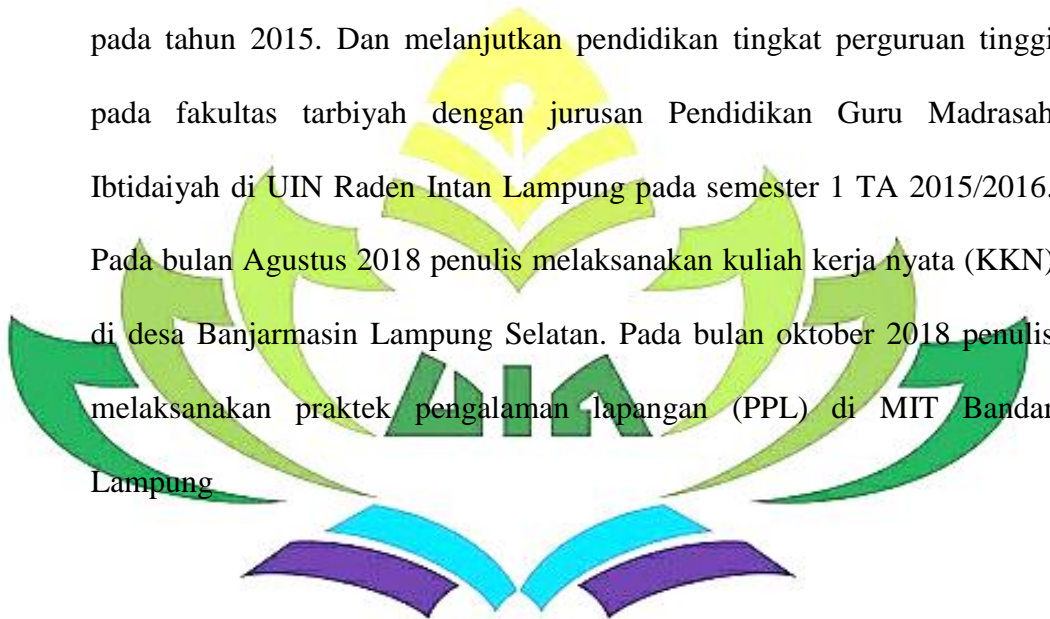 pada tahun 2015. Dan melanjutkan pendidikan tingkat perguruan tinggi
pada fakultas tarbiyah dengan jurusan Pendidikan Guru Madrasah
Ibtidaiyah di UIN Raden Intan Lampung pada semester 1 TA 2015/2016.
Pada bulan Agustus 2018 penulis melaksanakan kuliah kerja nyata (KKN)
di desa Banjarmasin Lampung Selatan. Pada bulan oktober 2018 penulis
melaksanakan praktek pengalaman lapangan (PPL) di MIT Bandar
UIN
Lampung